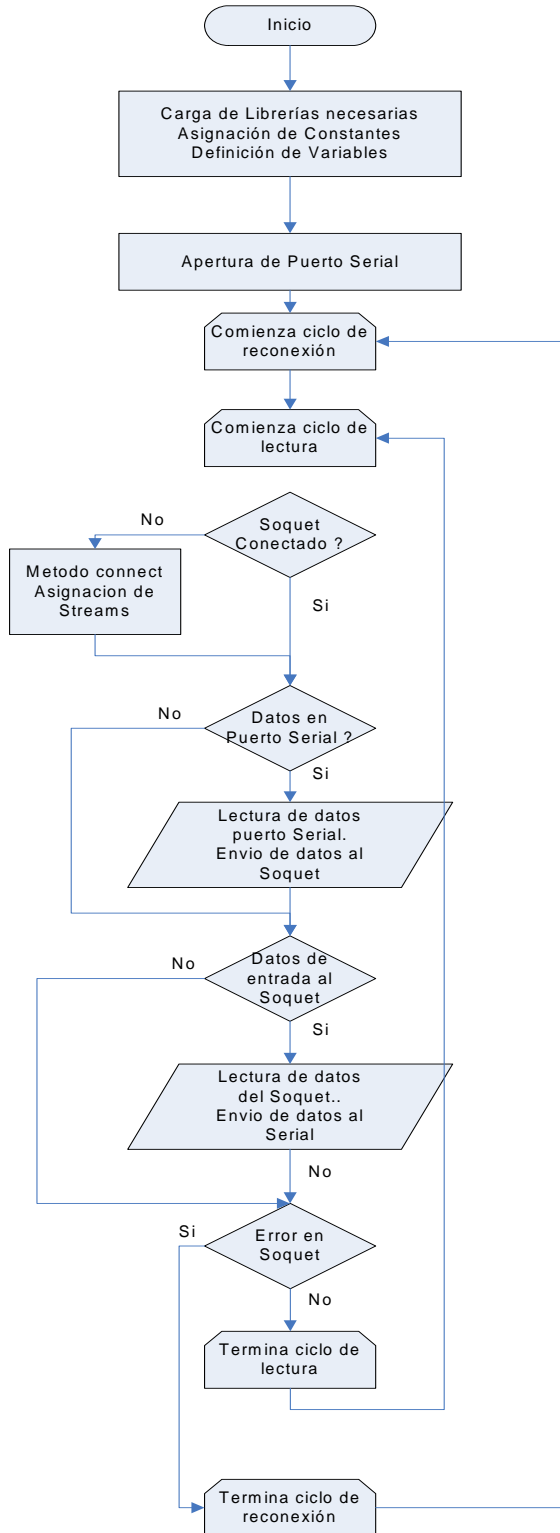 Inicio
Carga de Librerías necesarias
Asignación de Constantes
Definición de Variables
Apertura de Puerto Serial
Comienza ciclo de
reconexión
Comienza ciclo de
lectura
No
Soquet
Conectado ?
Metodo connect
Asignacion de
Streams
Si
No
Datos en
Puerto Serial ?
Si
Lectura de datos
puerto Serial.
Envio de datos al
Soquet
No
Datos de
entrada al
Soquet
Si
Lectura de datos
del Soquet..
Envio de datos al
Serial
No
Si
Error en
Soquet
No
Termina ciclo de
lectura
Termina ciclo de
reconexión